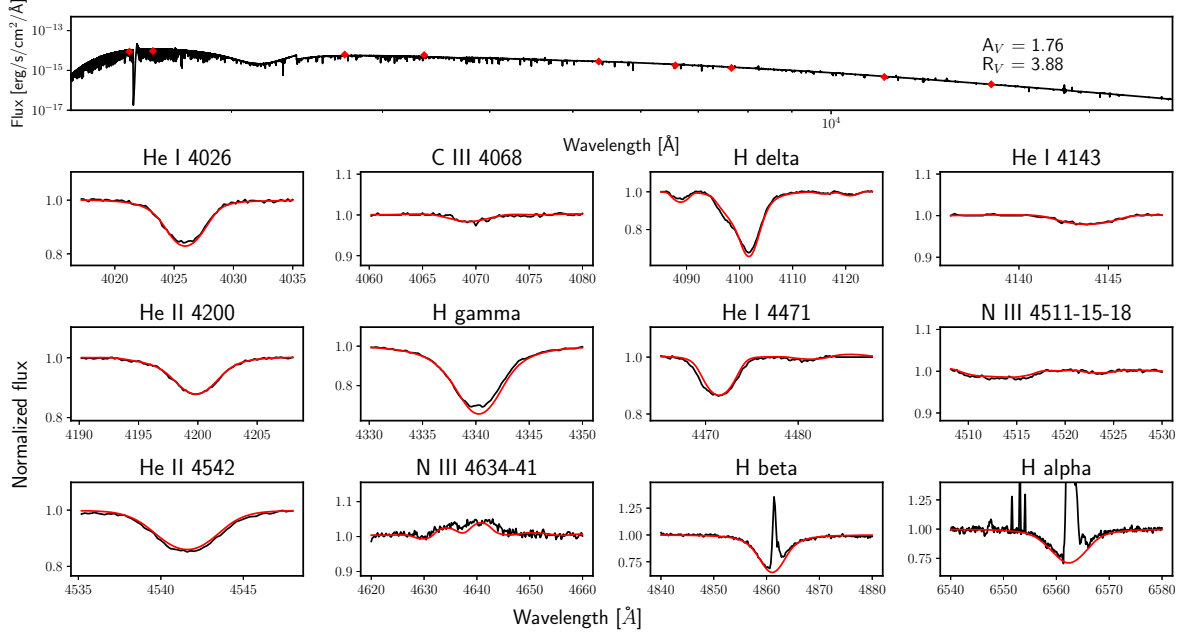 Flux [erg/s/cm²/Å]
10⁻¹³
10⁻¹⁵
10⁻¹⁷
A_V = 1.76
R_V = 3.88
10⁴
Wavelength [Å]
Normalized flux
He I 4026
1.0
0.8
4020 4025 4030 4035
C III 4068
1.1
1.0
0.9
4060 4065 4070 4075 4080
H delta
1.0
0.8
0.6
4090 4100 4110 4120
He I 4143
1.1
1.0
0.9
4140 4145
He II 4200
1.0
0.8
4190 4195 4200 4205
H gamma
1.0
0.8
4330 4335 4340 4345 4350
He I 4471
1.0
0.8
4470 4480
N III 4511-15-18
1.1
1.0
0.9
4510 4515 4520 4525 4530
He II 4542
1.0
0.8
4535 4540 4545
N III 4634-41
1.1
1.0
0.9
4620 4630 4640 4650 4660
H beta
1.25
1.00
0.75
4840 4850 4860 4870 4880
H alpha
1.25
1.00
0.75
6540 6550 6560 6570 6580
Wavelength [Å]